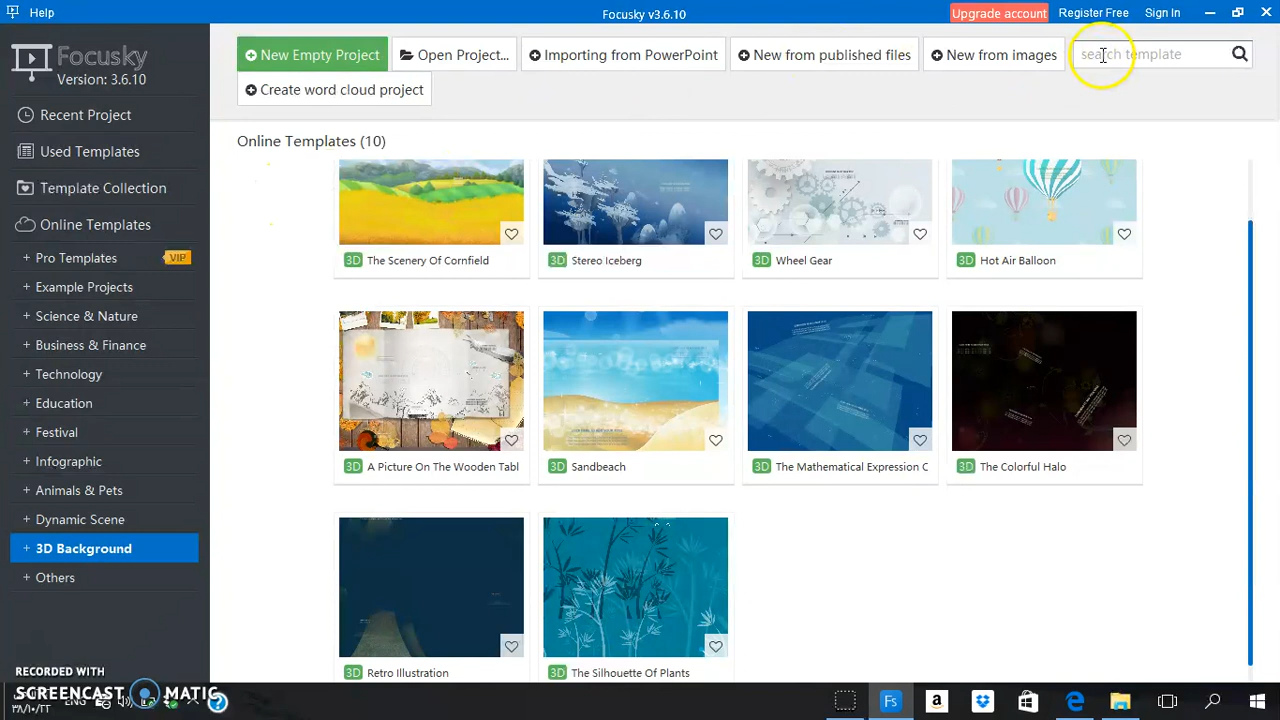 Help
Focusky v3.6.10
Upgrade account
Register Free
Sign In
Focusky
Version: 3.6.10
New Empty Project
Open Project...
Importing from PowerPoint
New from published files
New from images
search template
Create word cloud project
Recent Project
Used Templates
Template Collection
Online Templates
+ Pro Templates VIP
+ Example Projects
+ Science & Nature
+ Business & Finance
+ Technology
+ Education
+ Festival
+ Infographic
+ Animals & Pets
+ Dynamic Scene
+ 3D Background
+ Others
Online Templates (10)
3D The Scenery Of Cornfield
3D Stereo Iceberg
3D Wheel Gear
3D Hot Air Balloon
3D A Picture On The Wooden Tabl
3D Sandbeach
3D The Mathematical Expression C
3D The Colorful Halo
3D Retro Illustration
3D The Silhouette Of Plants
RECORDED WITH
SCREENCAST MATIC
ENG
Fs